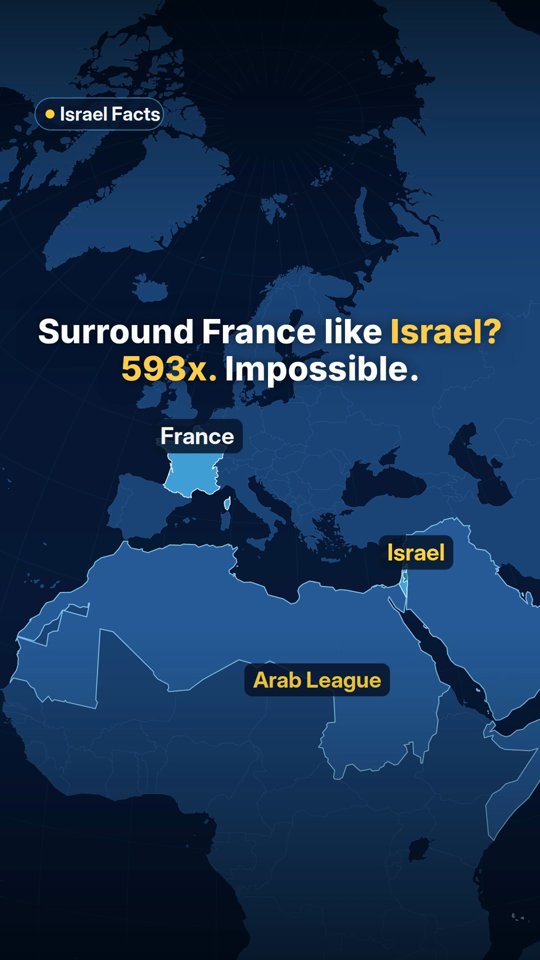 Israel Facts
Surround France like Israel?
593x. Impossible.
France
Israel
Arab League